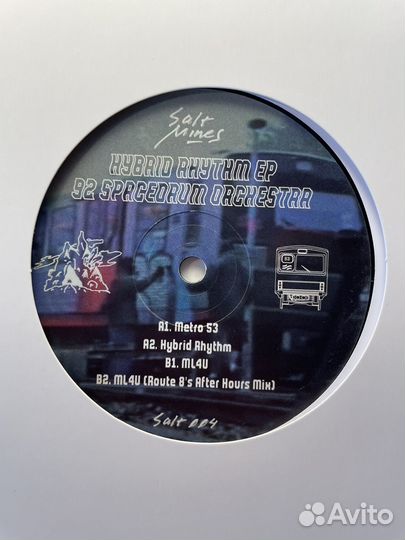 Salt
Mines
HYBRID RHYTHM EP
92 SPACEDRUM ORCHESTRA
A1. Metro 53
A2. Hybrid Rhythm
B1. ML4U
B2. ML4U (Route 8's After Hours Mix)
Salt 004
Avito